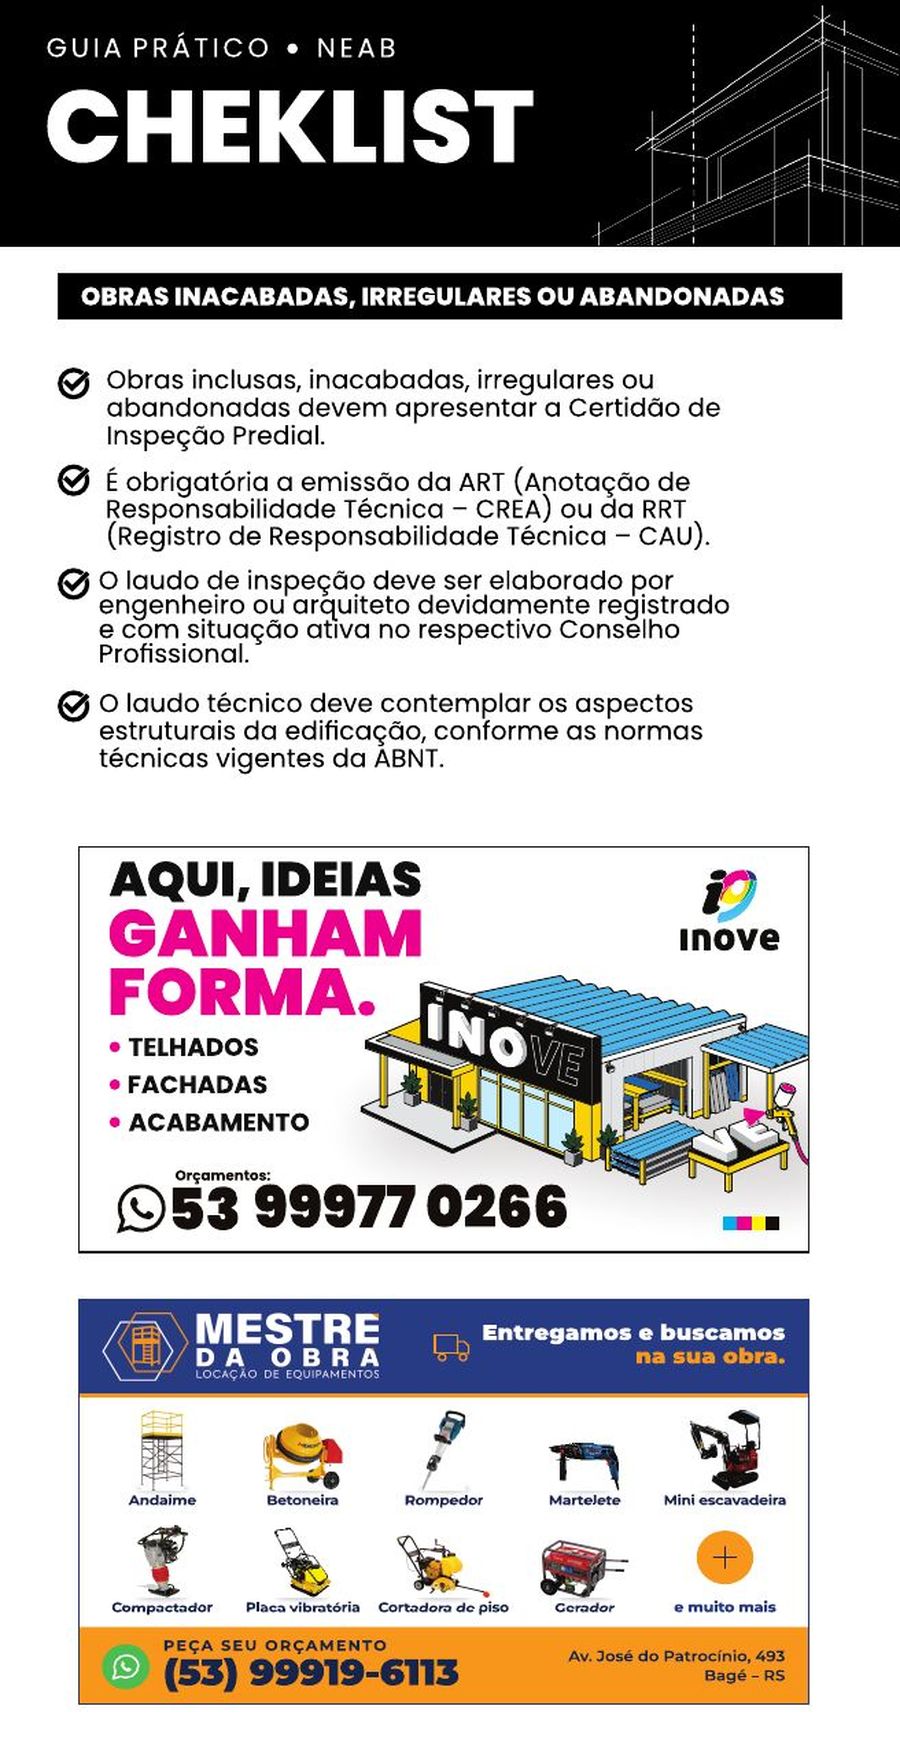 GUIA PRÁTICO • NEAB
CHEKLIST
OBRAS INACABADAS, IRREGULARES OU ABANDONADAS
Obras inclusas, inacabadas, irregulares ou
abandonadas devem apresentar a Certidão de
Inspeção Predial.
É obrigatória a emissão da ART (Anotação de
Responsabilidade Técnica – CREA) ou da RRT
(Registro de Responsabilidade Técnica – CAU).
O laudo de inspeção deve ser elaborado por
engenheiro ou arquiteto devidamente registrado
e com situação ativa no respectivo Conselho
Profissional.
O laudo técnico deve contemplar os aspectos
estruturais da edificação, conforme as normas
técnicas vigentes da ABNT.
AQUI, IDEIAS
GANHAM
FORMA.
inove
• TELHADOS
• FACHADAS
• ACABAMENTO
INOVE
VE
Orçamentos:
53 99977 0266
MESTRE
DA OBRA
LOCAÇÃO DE EQUIPAMENTOS
Entregamos e buscamos
na sua obra.
Andaime Betoneira Rompedor Martelete Mini escavadeira
Compactador Placa vibratória Cortadora de piso Gerador e muito mais
PEÇA SEU ORÇAMENTO
(53) 99919-6113
Av. José do Patrocínio, 493
Bagé – RS